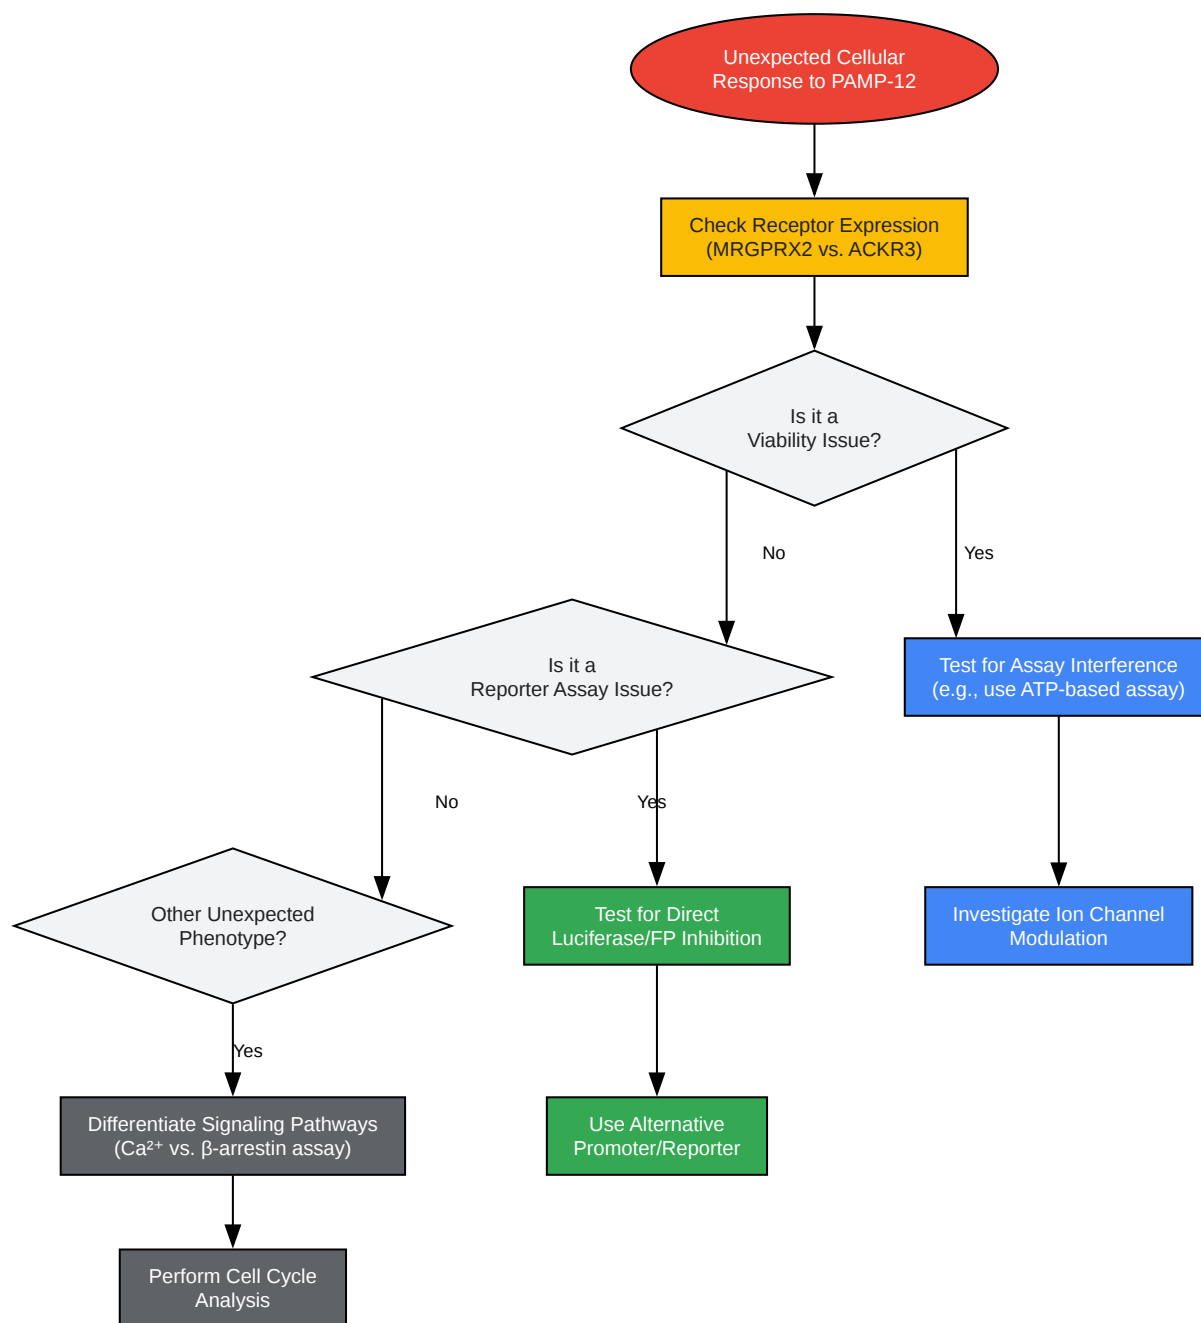 Unexpected Cellular
Response to PAMP-12
Check Receptor Expression
(MRGPRX2 vs. ACKR3)
Is it a
Viability Issue?
No
Yes
Is it a
Reporter Assay Issue?
Test for Assay Interference
(e.g., use ATP-based assay)
No
Yes
Other Unexpected
Phenotype?
Test for Direct
Luciferase/FP Inhibition
Investigate Ion Channel
Modulation
Yes
Differentiate Signaling Pathways
(Ca²⁺ vs. β-arrestin assay)
Use Alternative
Promoter/Reporter
Perform Cell Cycle
Analysis